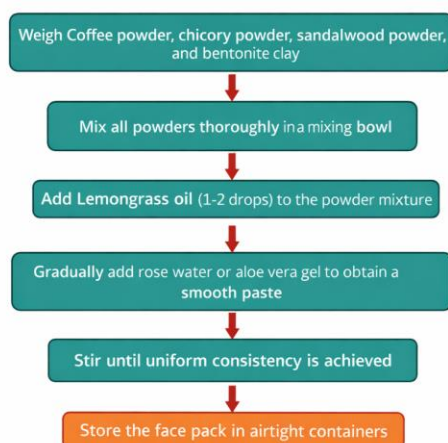 Weigh Coffee powder, chicory powder, sandalwood powder,
and bentonite clay
Mix all powders thoroughly in a mixing bowl
Add Lemongrass oil (1-2 drops) to the powder mixture
Gradually add rose water or aloe vera gel to obtain a
smooth paste
Stir until uniform consistency is achieved
Store the face pack in airtight containers